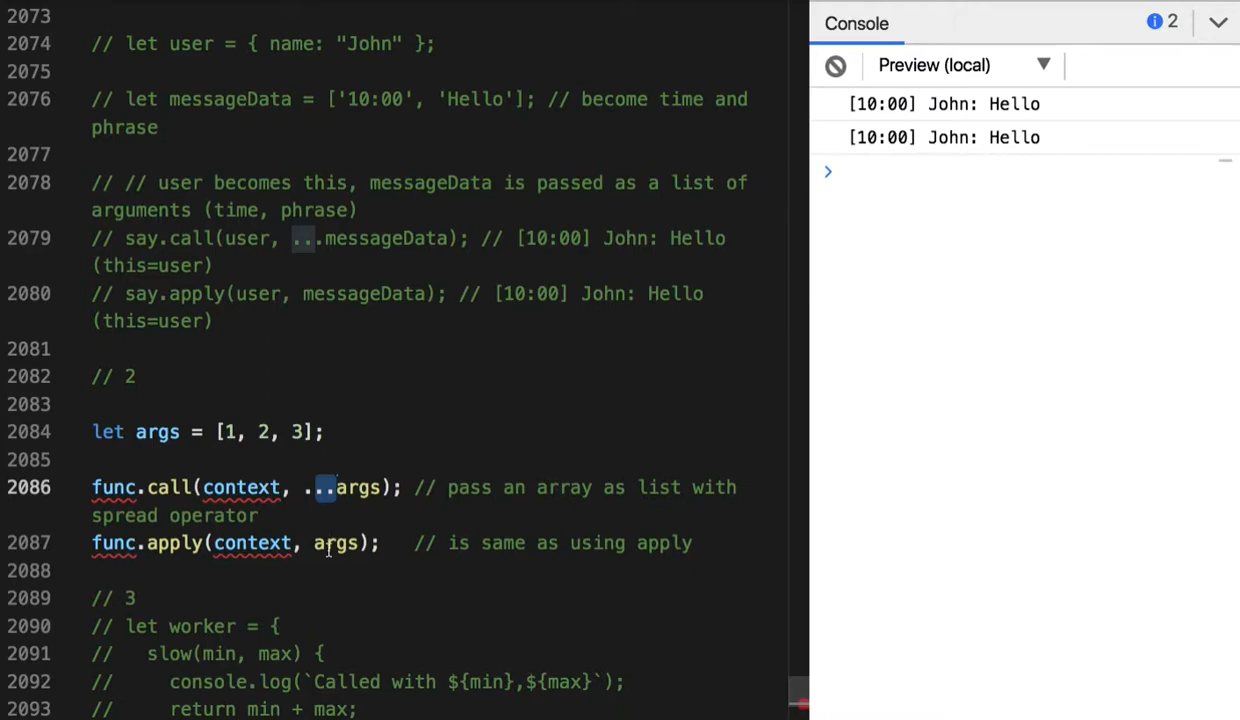 2073
2074 // let user = { name: "John" };
2075
2076 // let messageData = ['10:00', 'Hello']; // become time and
phrase
2077
2078 // // user becomes this, messageData is passed as a list of
arguments (time, phrase)
2079 // say.call(user, ...messageData); // [10:00] John: Hello
(this=user)
2080 // say.apply(user, messageData); // [10:00] John: Hello
(this=user)
2081
2082 // 2
2083
2084 let args = [1, 2, 3];
2085
2086 func.call(context, ...args); // pass an array as list with
spread operator
2087 func.apply(context, args); // is same as using apply
2088
2089 // 3
2090 // let worker = {
2091 //   slow(min, max) {
2092 //     console.log(`Called with ${min},${max}`);
2093 //     return min + max;
Console
2
Preview (local)
[10:00] John: Hello
[10:00] John: Hello